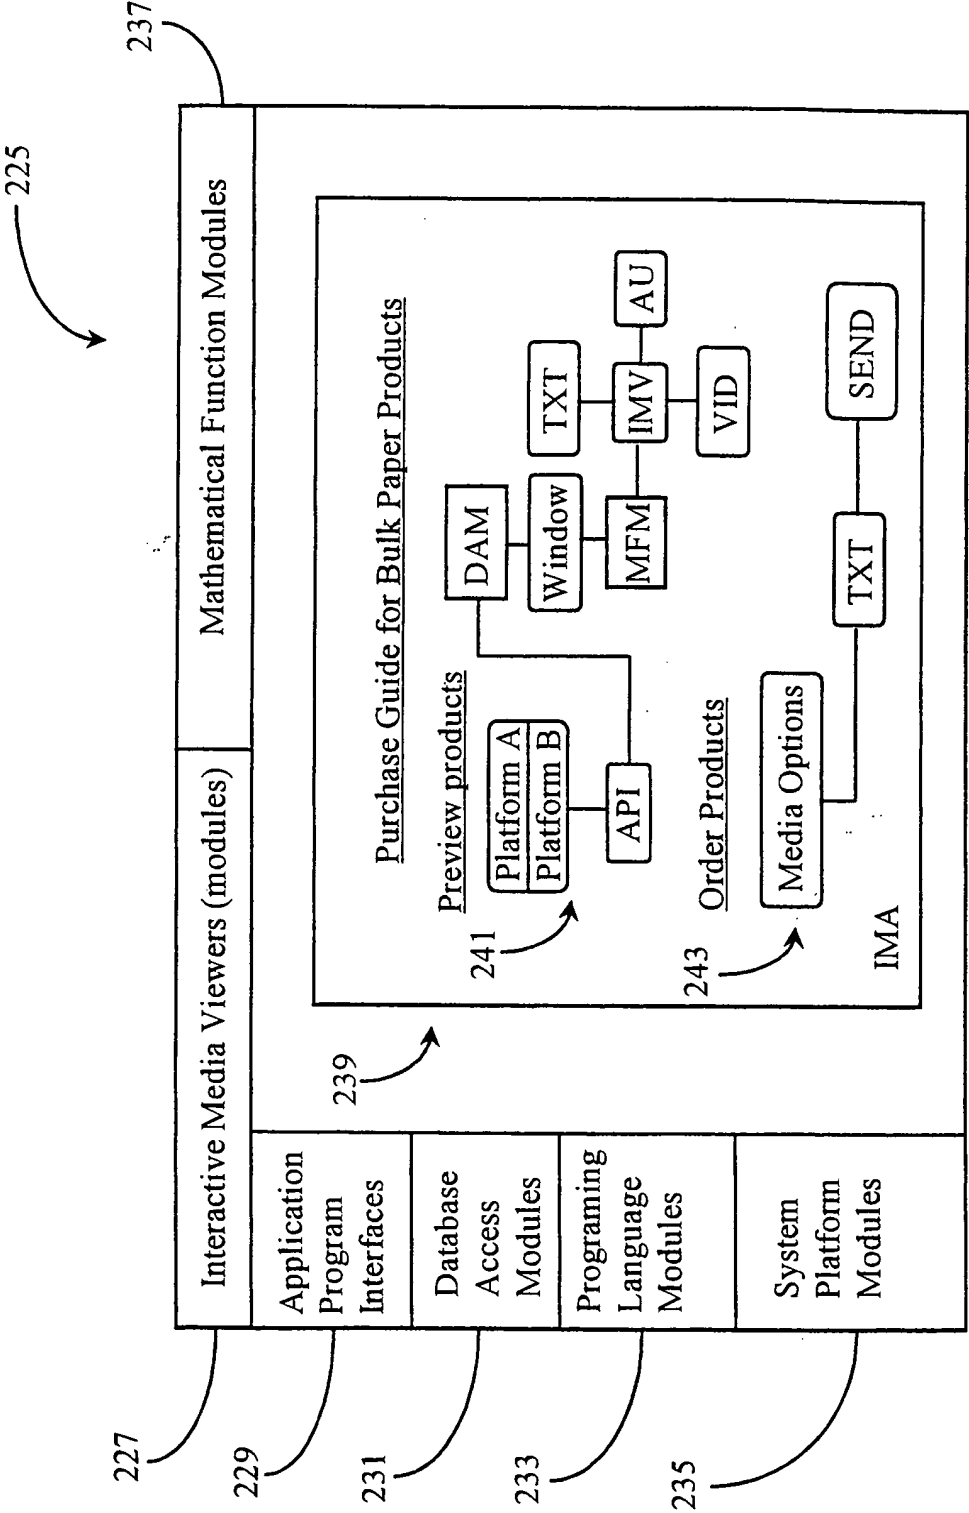 225
237
Interactive Media Viewers (modules)
Mathematical Function Modules
227
229
Application
Program
Interfaces
231
Database
Access
Modules
233
Programing
Language
Modules
235
System
Platform
Modules
239
Purchase Guide for Bulk Paper Products
Preview products
241
Platform A
Platform B
API
DAM
Window
MFM
TXT
IMV
AU
VID
Order Products
243
Media Options
TXT
SEND
IMA